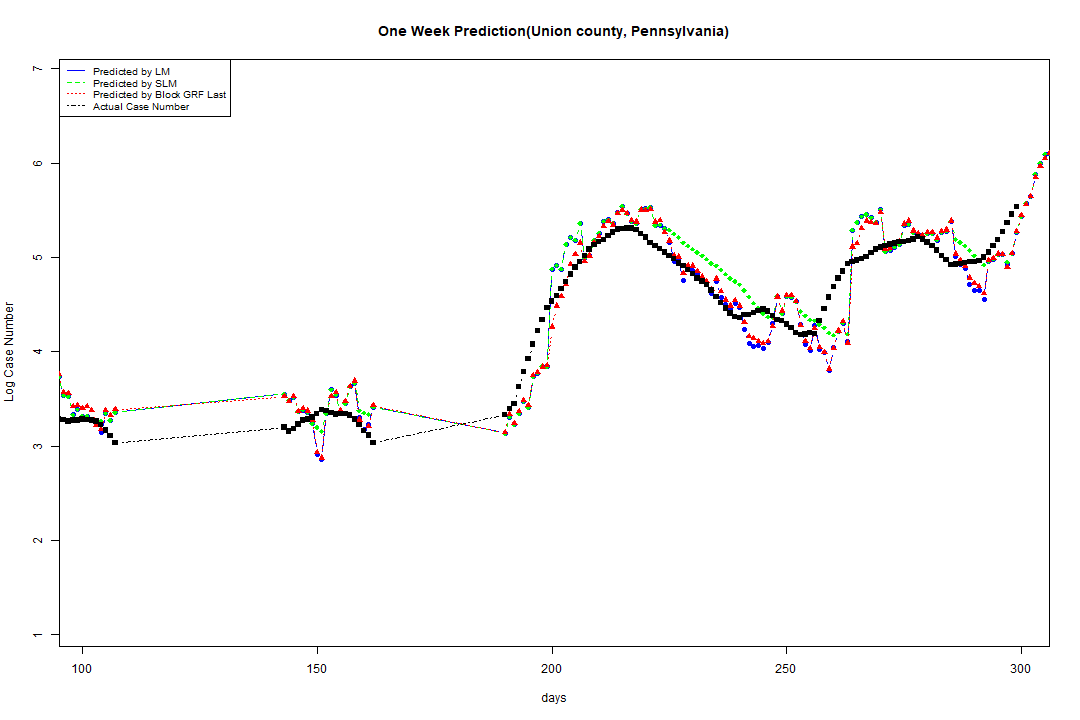 One Week Prediction(Union county, Pennsylvania)
7
Predicted by LM
Predicted by SLM
Predicted by Block GRF Last
Actual Case Number
6
5
4
3
2
1
Log Case Number
100 150 200 250 300
days